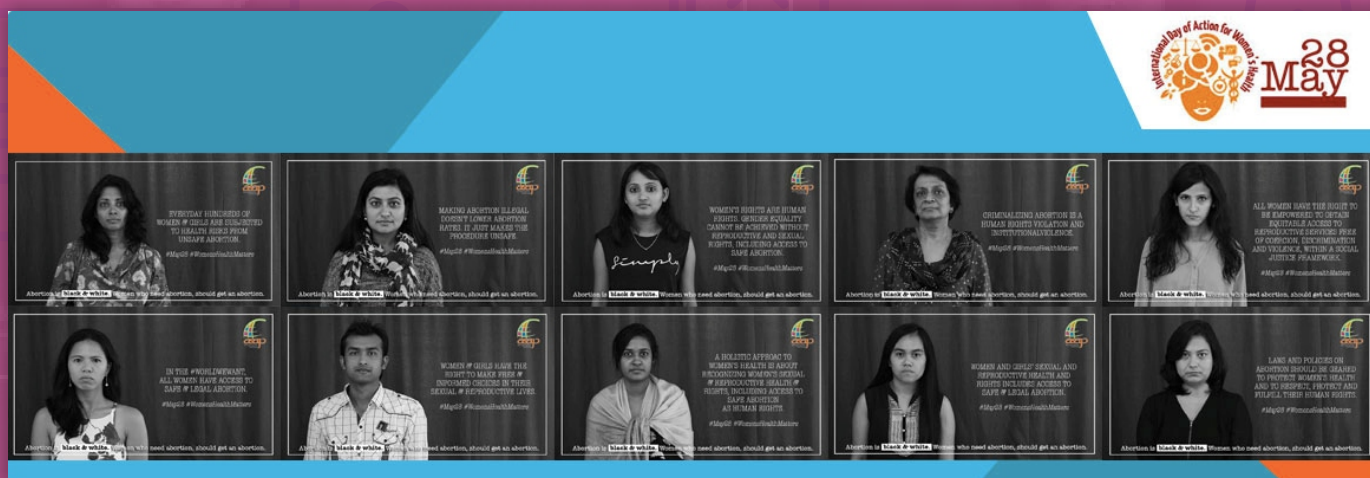 International Day of Action for Women's Health
28
May
asap
EVERYDAY HUNDREDS OF
WOMEN & GIRLS ARE SUBJECTED
TO HEALTH RISKS FROM
UNSAFE ABORTION.
#May28 #WomensHealthMatters
Abortion is black & white. Women who need abortion, should get an abortion.
asap
MAKING ABORTION ILLEGAL
DOESN'T LOWER ABORTION
RATES. IT JUST MAKES THE
PROCEDURE UNSAFE.
#May28 #WomensHealthMatters
Abortion is black & white. Women who need abortion, should get an abortion.
asap
WOMEN'S RIGHTS ARE HUMAN
RIGHTS. GENDER EQUALITY
CANNOT BE ACHIEVED WITHOUT
REPRODUCTIVE AND SEXUAL
RIGHTS, INCLUDING ACCESS TO
SAFE ABORTION.
#May28 #WomensHealthMatters
Simply
Abortion is black & white. Women who need abortion, should get an abortion.
asap
CRIMINALIZING ABORTION IS A
HUMAN RIGHTS VIOLATION AND
INSTITUTIONALVIOLENCE.
#May28 #WomensHealthMatters
Abortion is black & white. Women who need abortion, should get an abortion.
asap
ALL WOMEN HAVE THE RIGHT TO
BE EMPOWERED TO OBTAIN
EQUITABLE ACCESS TO
REPRODUCTIVE SERVICES FREE
OF COERCION, DISCRIMINATION
AND VIOLENCE, WITHIN A SOCIAL
JUSTICE FRAMEWORK.
#May28 #WomensHealthMatters
Abortion is black & white. Women who need abortion, should get an abortion.
asap
IN THE #WORLDWEWANT,
ALL WOMEN HAVE ACCESS TO
SAFE & LEGAL ABORTION.
#May28 #WomensHealthMatters
Abortion is black & white. Women who need abortion, should get an abortion.
asap
WOMEN & GIRLS HAVE THE
RIGHT TO MAKE FREE &
INFORMED CHOICES IN THEIR
SEXUAL & REPRODUCTIVE LIVES.
#May28 #WomensHealthMatters
Abortion is black & white. Women who need abortion, should get an abortion.
asap
A HOLISTIC APPROAC TO
WOMEN'S HEALTH IS ABOUT
RECOGNIZING WOMEN'S SEXUAL
& REPRODUCTIVE HEALTH &
RIGHTS, INCLUDING ACCESS TO
SAFE ABORTION
AS HUMAN RIGHTS.
#May28 #WomensHealthMatters
Abortion is black & white. Women who need abortion, should get an abortion.
asap
WOMEN AND GIRLS' SEXUAL AND
REPRODUCTIVE HEALTH AND
RIGHTS INCLUDES ACCESS TO
SAFE & LEGAL ABORTION.
#May28 #WomensHealthMatters
Abortion is black & white. Women who need abortion, should get an abortion.
asap
LAWS AND POLICIES ON
ABORTION SHOULD BE GEARED
TO PROTECT WOMEN'S HEALTH
AND TO RESPECT, PROTECT AND
FULFILL THEIR HUMAN RIGHTS.
#May28 #WomensHealthMatters
Abortion is black & white. Women who need abortion, should get an abortion.